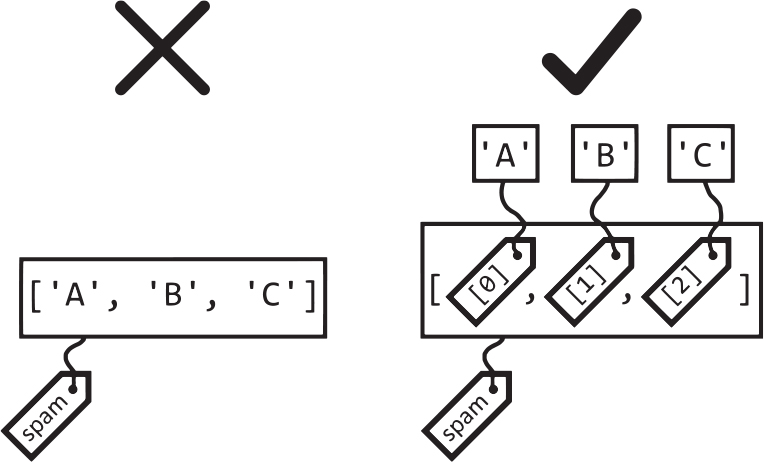 ['A', 'B', 'C']
spam
'A' 'B' 'C'
[ [0] , [1] , [2] ]
spam